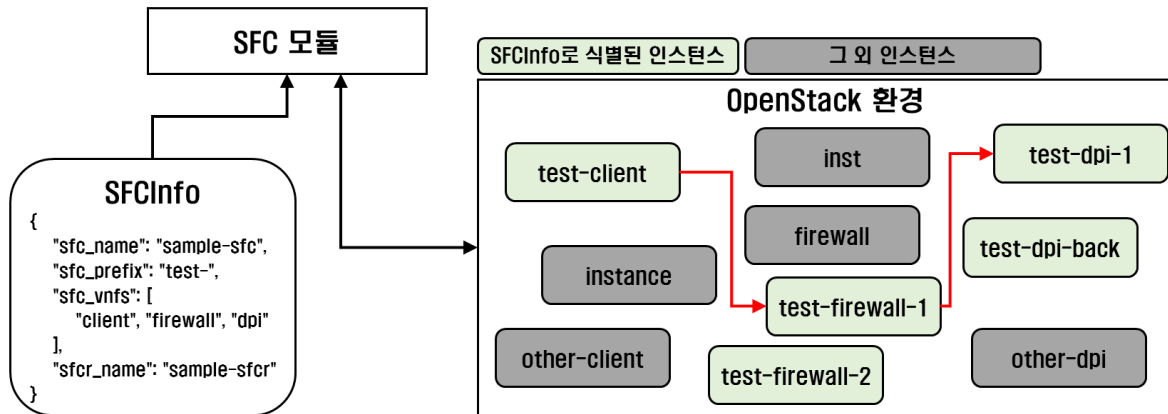 SFC 모듈
SFCInfo로 식별된 인스턴스
그 외 인스턴스
OpenStack 환경
SFCInfo
{
"sfc_name": "sample-sfc",
"sfc_prefix": "test-",
"sfc_vnfs": [
"client", "firewall", "dpi"
],
"sfcr_name": "sample-sfcr"
}
test-client
inst
test-dpi-1
firewall
test-dpi-back
instance
test-firewall-1
other-client
test-firewall-2
other-dpi